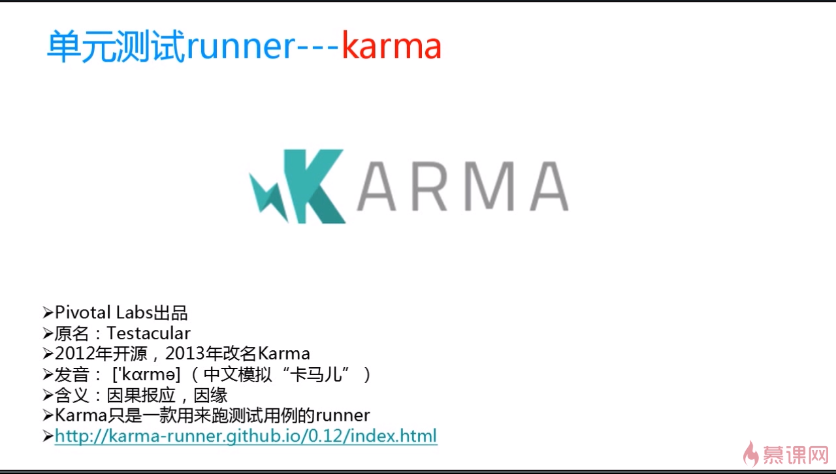 单元测试runner---karma
KARMA
➢Pivotal Labs出品
➢原名：Testacular
➢2012年开源，2013年改名Karma
➢发音： ['kɑrmə]（中文模拟“卡马儿”）
➢含义：因果报应，因缘
➢Karma只是一款用来跑测试用例的runner
➢http://karma-runner.github.io/0.12/index.html
慕课网